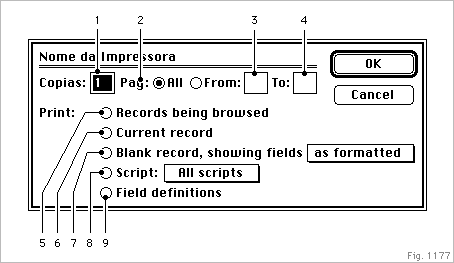 1 2 3 4
Nome da Impressora
OK
Copias: 1 Pag: All From: To:
Cancel
Print: Records being browsed
Current record
Blank record, showing fields as formatted
Script: All scripts
Field definitions
5 6 7 8 9
Fig. 1177